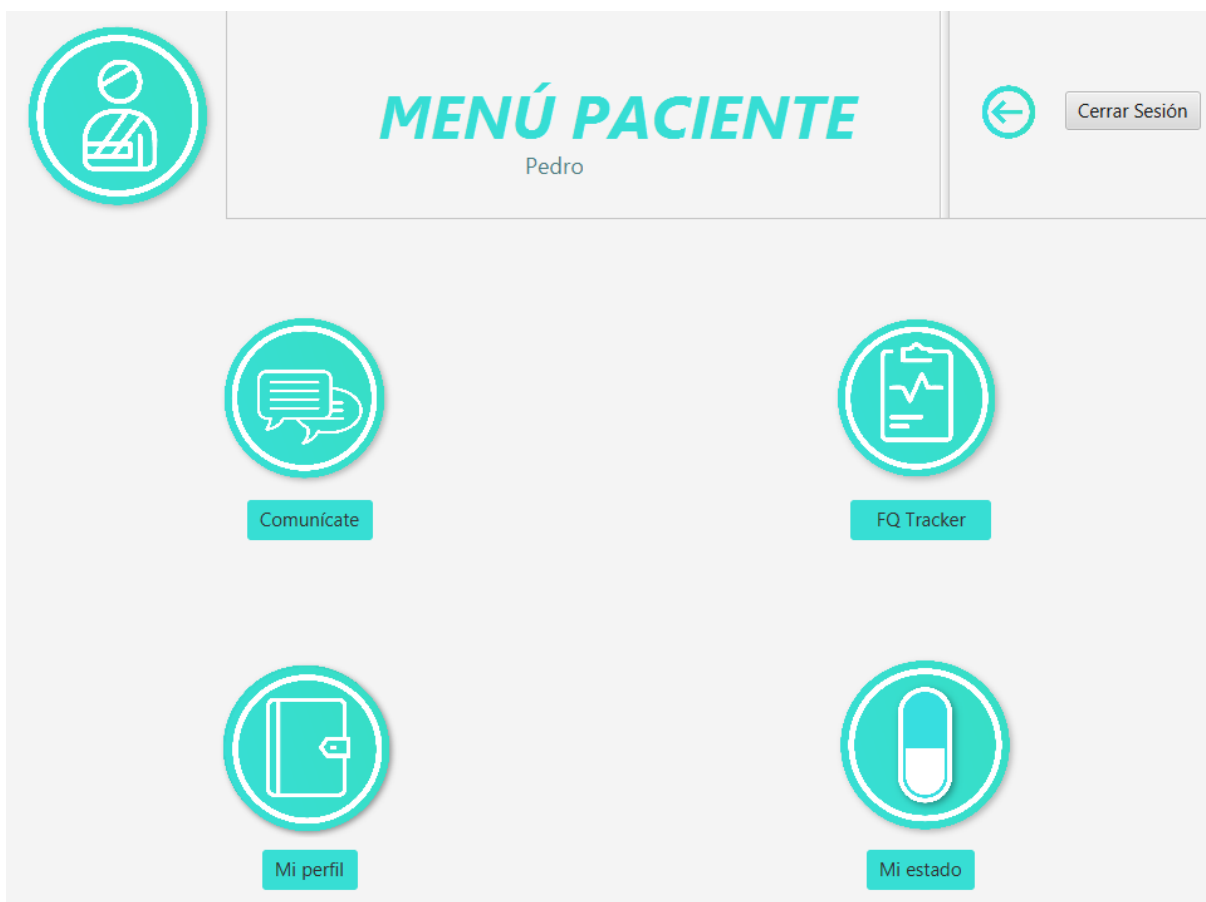 MENÚ PACIENTE
Pedro
Cerrar Sesión
Comunícate
FQ Tracker
Mi perfil
Mi estado